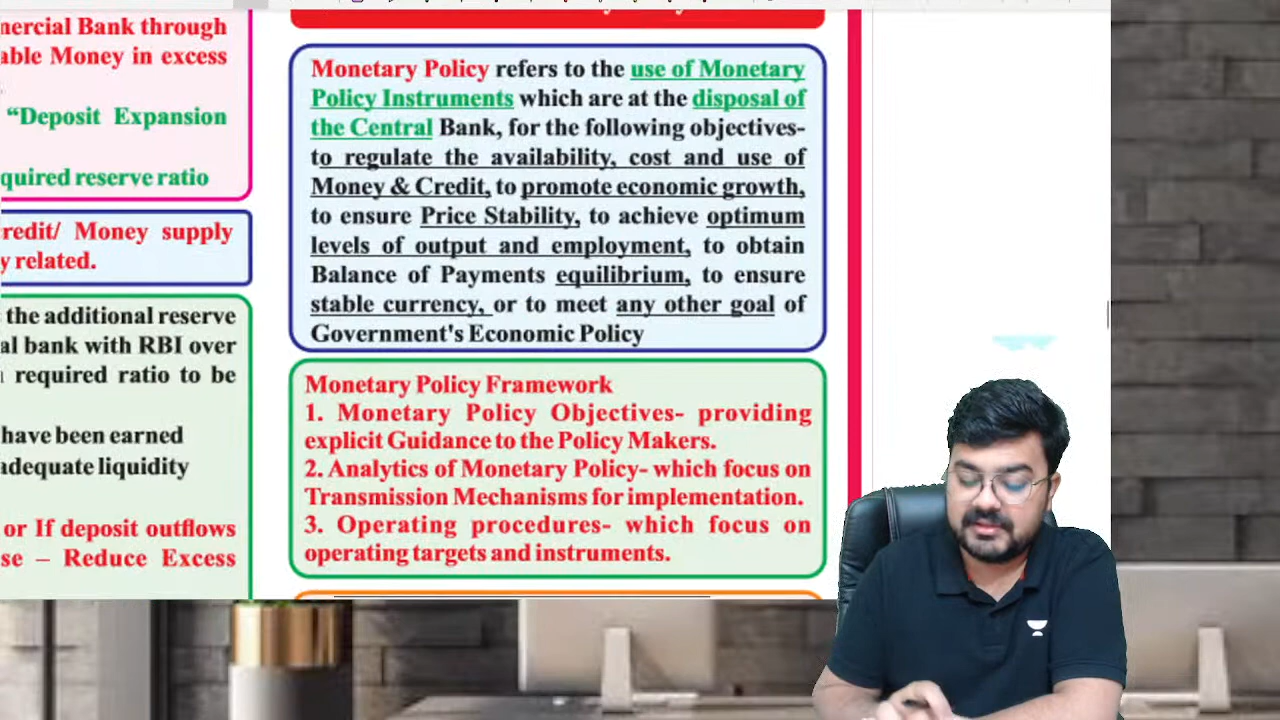 mercial Bank through
able Money in excess
“Deposit Expansion
quired reserve ratio
redit/ Money supply
y related.
the additional reserve
al bank with RBI over
required ratio to be
have been earned
adequate liquidity
or If deposit outflows
se – Reduce Excess
Monetary Policy refers to the use of Monetary
Policy Instruments which are at the disposal of
the Central Bank, for the following objectives-
to regulate the availability, cost and use of
Money & Credit, to promote economic growth,
to ensure Price Stability, to achieve optimum
levels of output and employment, to obtain
Balance of Payments equilibrium, to ensure
stable currency, or to meet any other goal of
Government's Economic Policy
Monetary Policy Framework
1. Monetary Policy Objectives- providing
explicit Guidance to the Policy Makers.
2. Analytics of Monetary Policy- which focus on
Transmission Mechanisms for implementation.
3. Operating procedures- which focus on
operating targets and instruments.